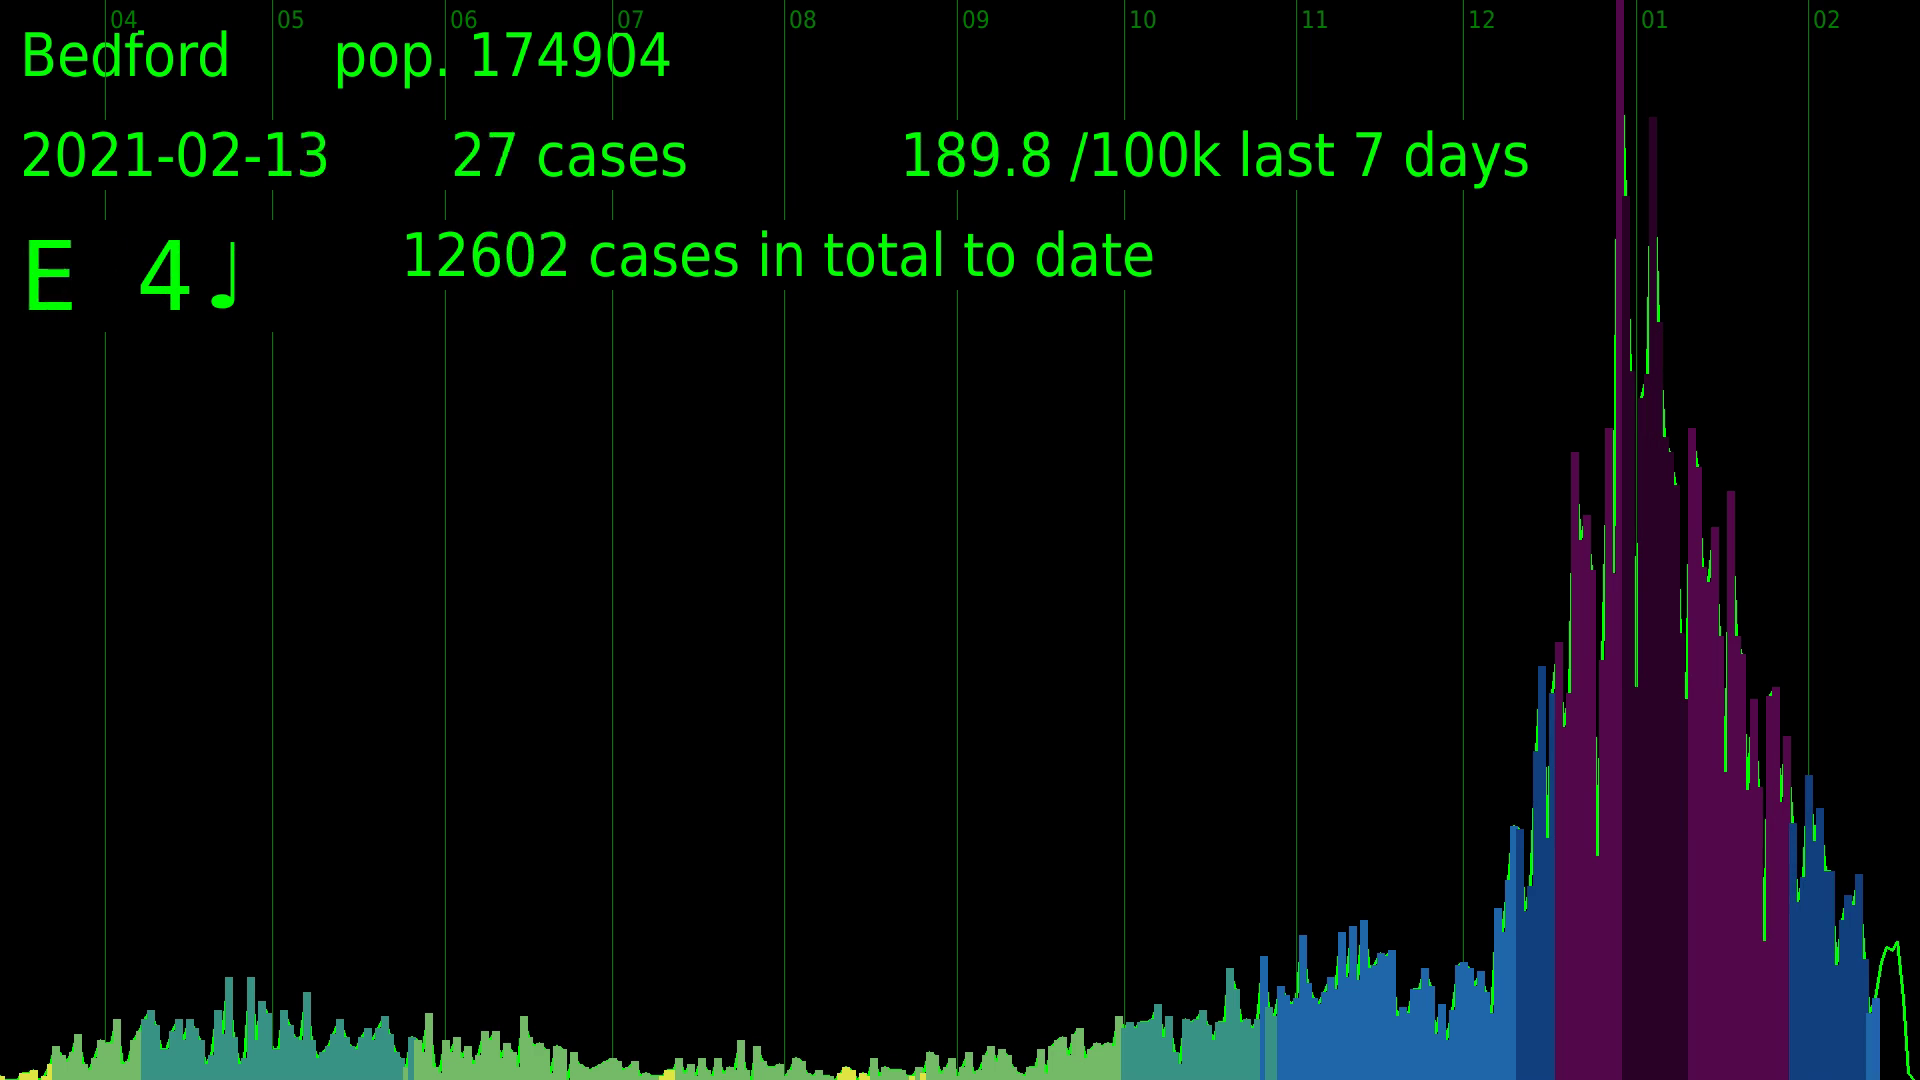 04 05 06 07 08 09 10 11 12 01 02
Bedford pop. 174904
2021-02-13 27 cases 189.8 /100k last 7 days
E 4♩ 12602 cases in total to date